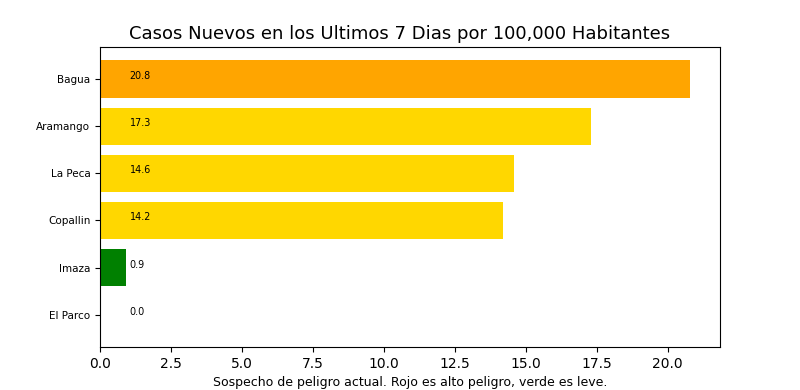 Casos Nuevos en los Ultimos 7 Dias por 100,000 Habitantes
Bagua 20.8
Aramango 17.3
La Peca 14.6
Copallin 14.2
Imaza 0.9
El Parco 0.0
0.0 2.5 5.0 7.5 10.0 12.5 15.0 17.5 20.0
Sospecho de peligro actual. Rojo es alto peligro, verde es leve.